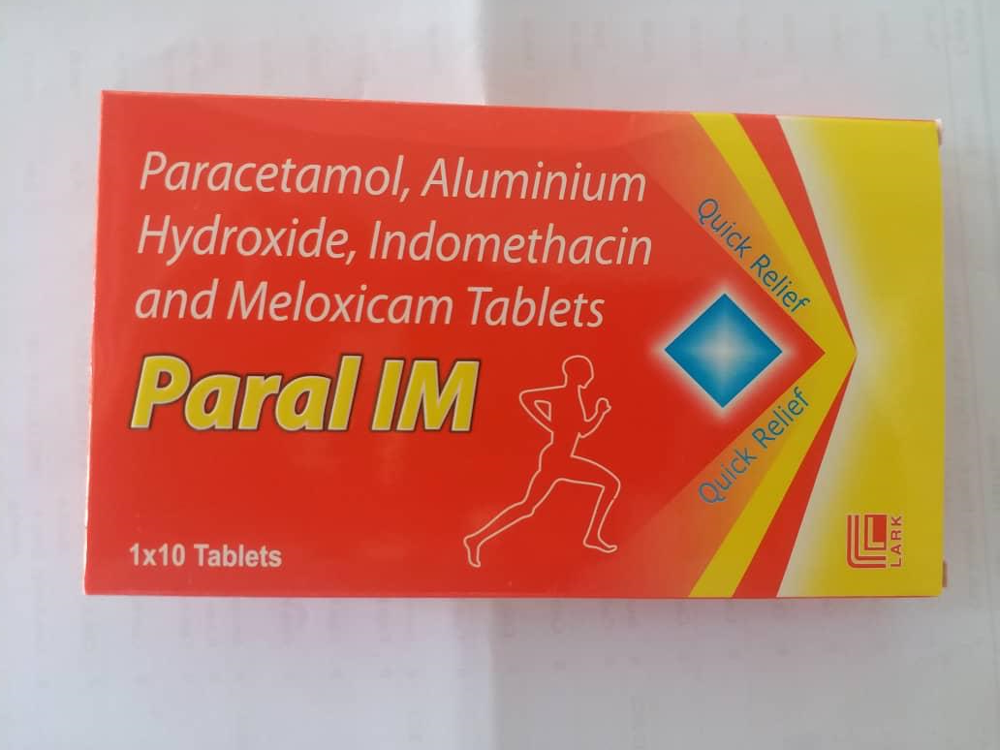 Paracetamol, Aluminium
Hydroxide, Indomethacin
and Meloxicam Tablets
Paral IM
1x10 Tablets
Quick Relief
Quick Relief
LARK